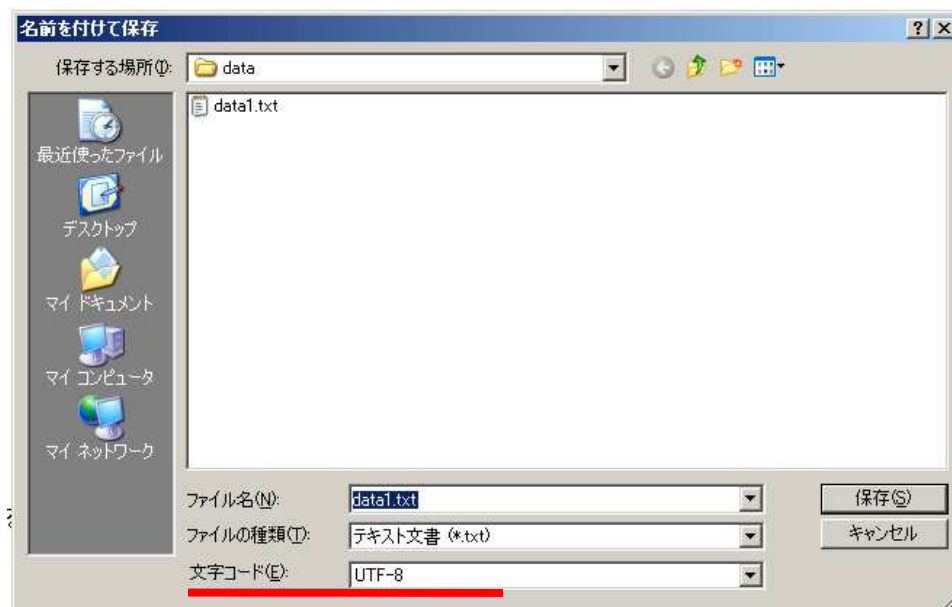 名前を付けて保存
保存する場所(I):
data
data1.txt
最近使ったファイル
デスクトップ
マイ ドキュメント
マイ コンピュータ
マイ ネットワーク
ファイル名(N):
data1.txt
保存(S)
ファイルの種類(T):
テキスト文書 (*.txt)
キャンセル
文字コード(E):
UTF-8